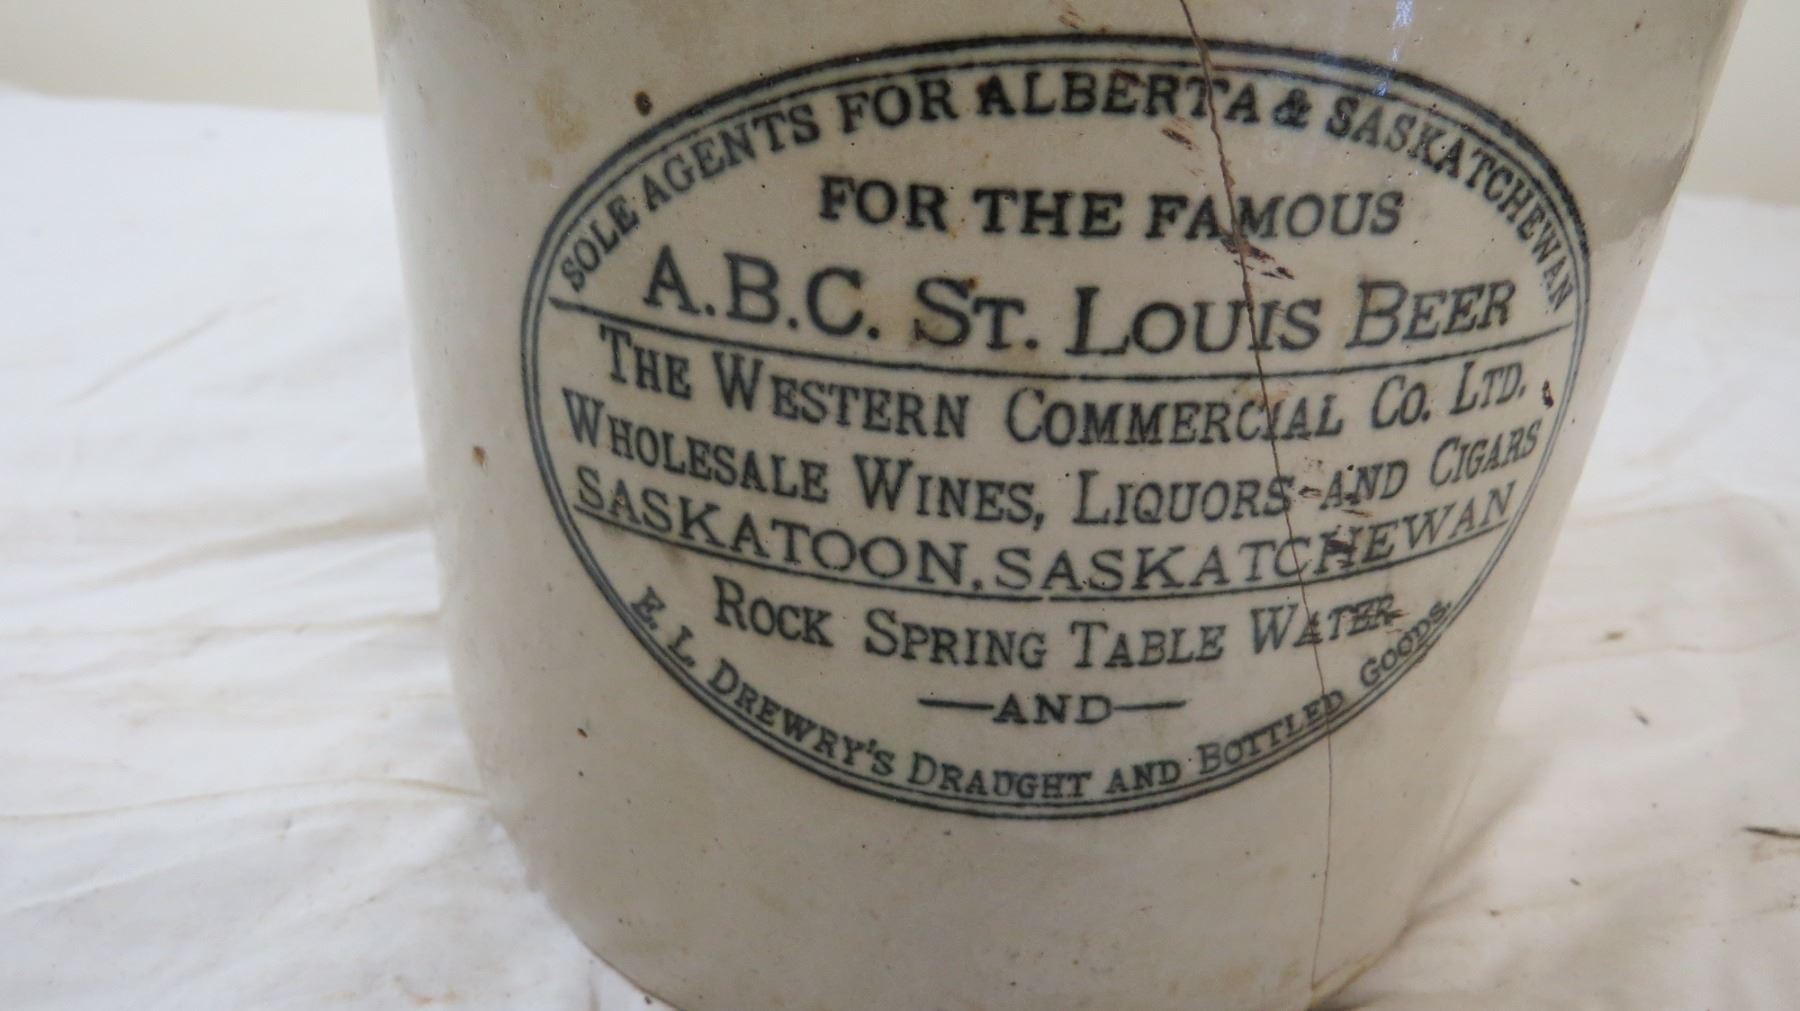 SOLE AGENTS FOR ALBERTA & SASKATCHEWAN
FOR THE FAMOUS
A.B.C. ST. LOUIS BEER
THE WESTERN COMMERCIAL CO. LTD.
WHOLESALE WINES, LIQUORS AND CIGARS
SASKATOON, SASKATCHEWAN
ROCK SPRING TABLE WATER
—AND—
E. L. DREWRY'S DRAUGHT AND BOTTLED GOODS.